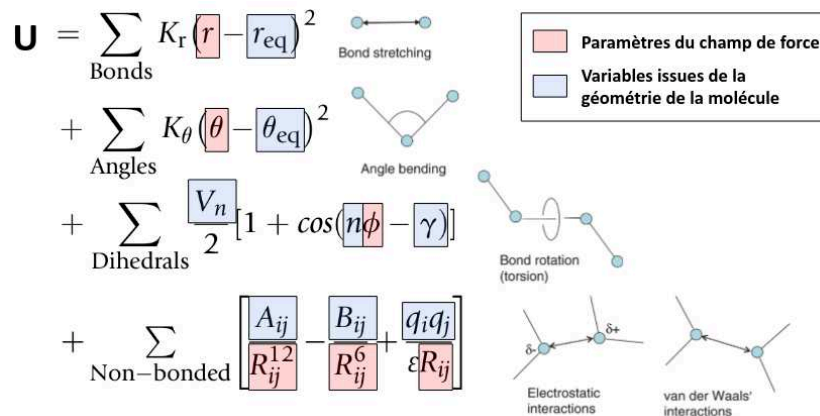 U = ∑ K_r(r − r_eq)^2
Bonds
Bond stretching
Paramètres du champ de force
Variables issues de la
géométrie de la molécule
+ ∑ K_θ(θ − θ_eq)^2
Angles
Angle bending
+ ∑ V_n/2 [1 + cos(nϕ − γ)]
Dihedrals
Bond rotation
(torsion)
+ ∑ [A_ij/R_ij^12 − B_ij/R_ij^6 + q_i q_j/εR_ij]
Non−bonded
δ- δ+
Electrostatic
interactions
van der Waals'
interactions